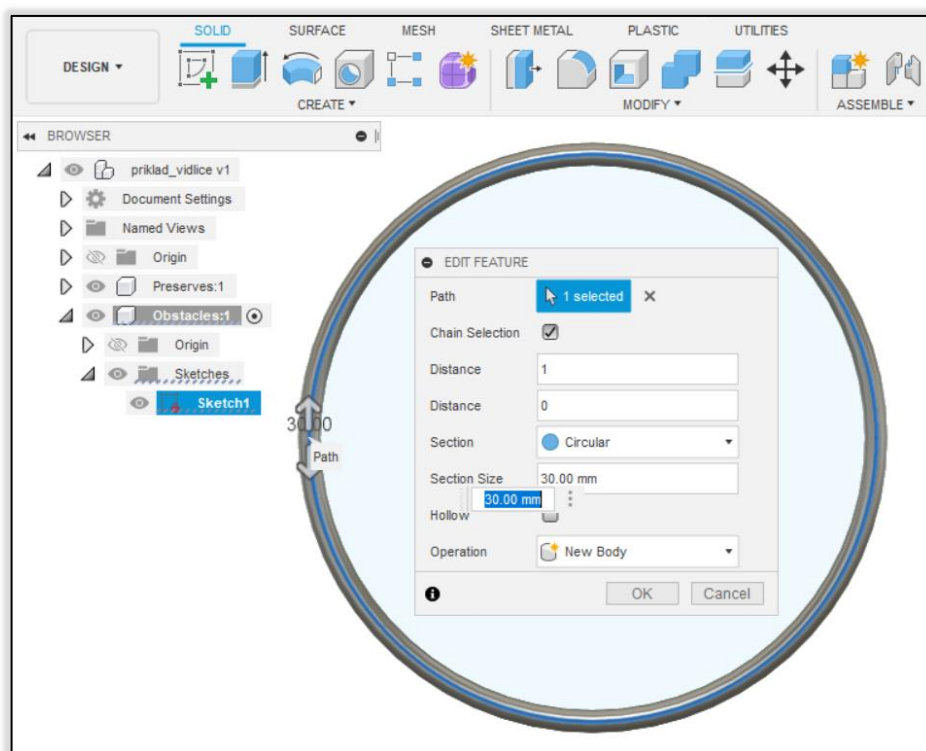 SOLID SURFACE MESH SHEET METAL PLASTIC UTILITIES
DESIGN
CREATE MODIFY ASSEMBLE
BROWSER
priklad_vidlice v1
Document Settings
Named Views
Origin
Preserves:1
Obstacles:1
Origin
Sketches
Sketch1
30.00
Path
EDIT FEATURE
Path 1 selected
Chain Selection
Distance 1
Distance 0
Section Circular
Section Size 30.00 mm
30.00 mm
Hollow
Operation New Body
OK Cancel